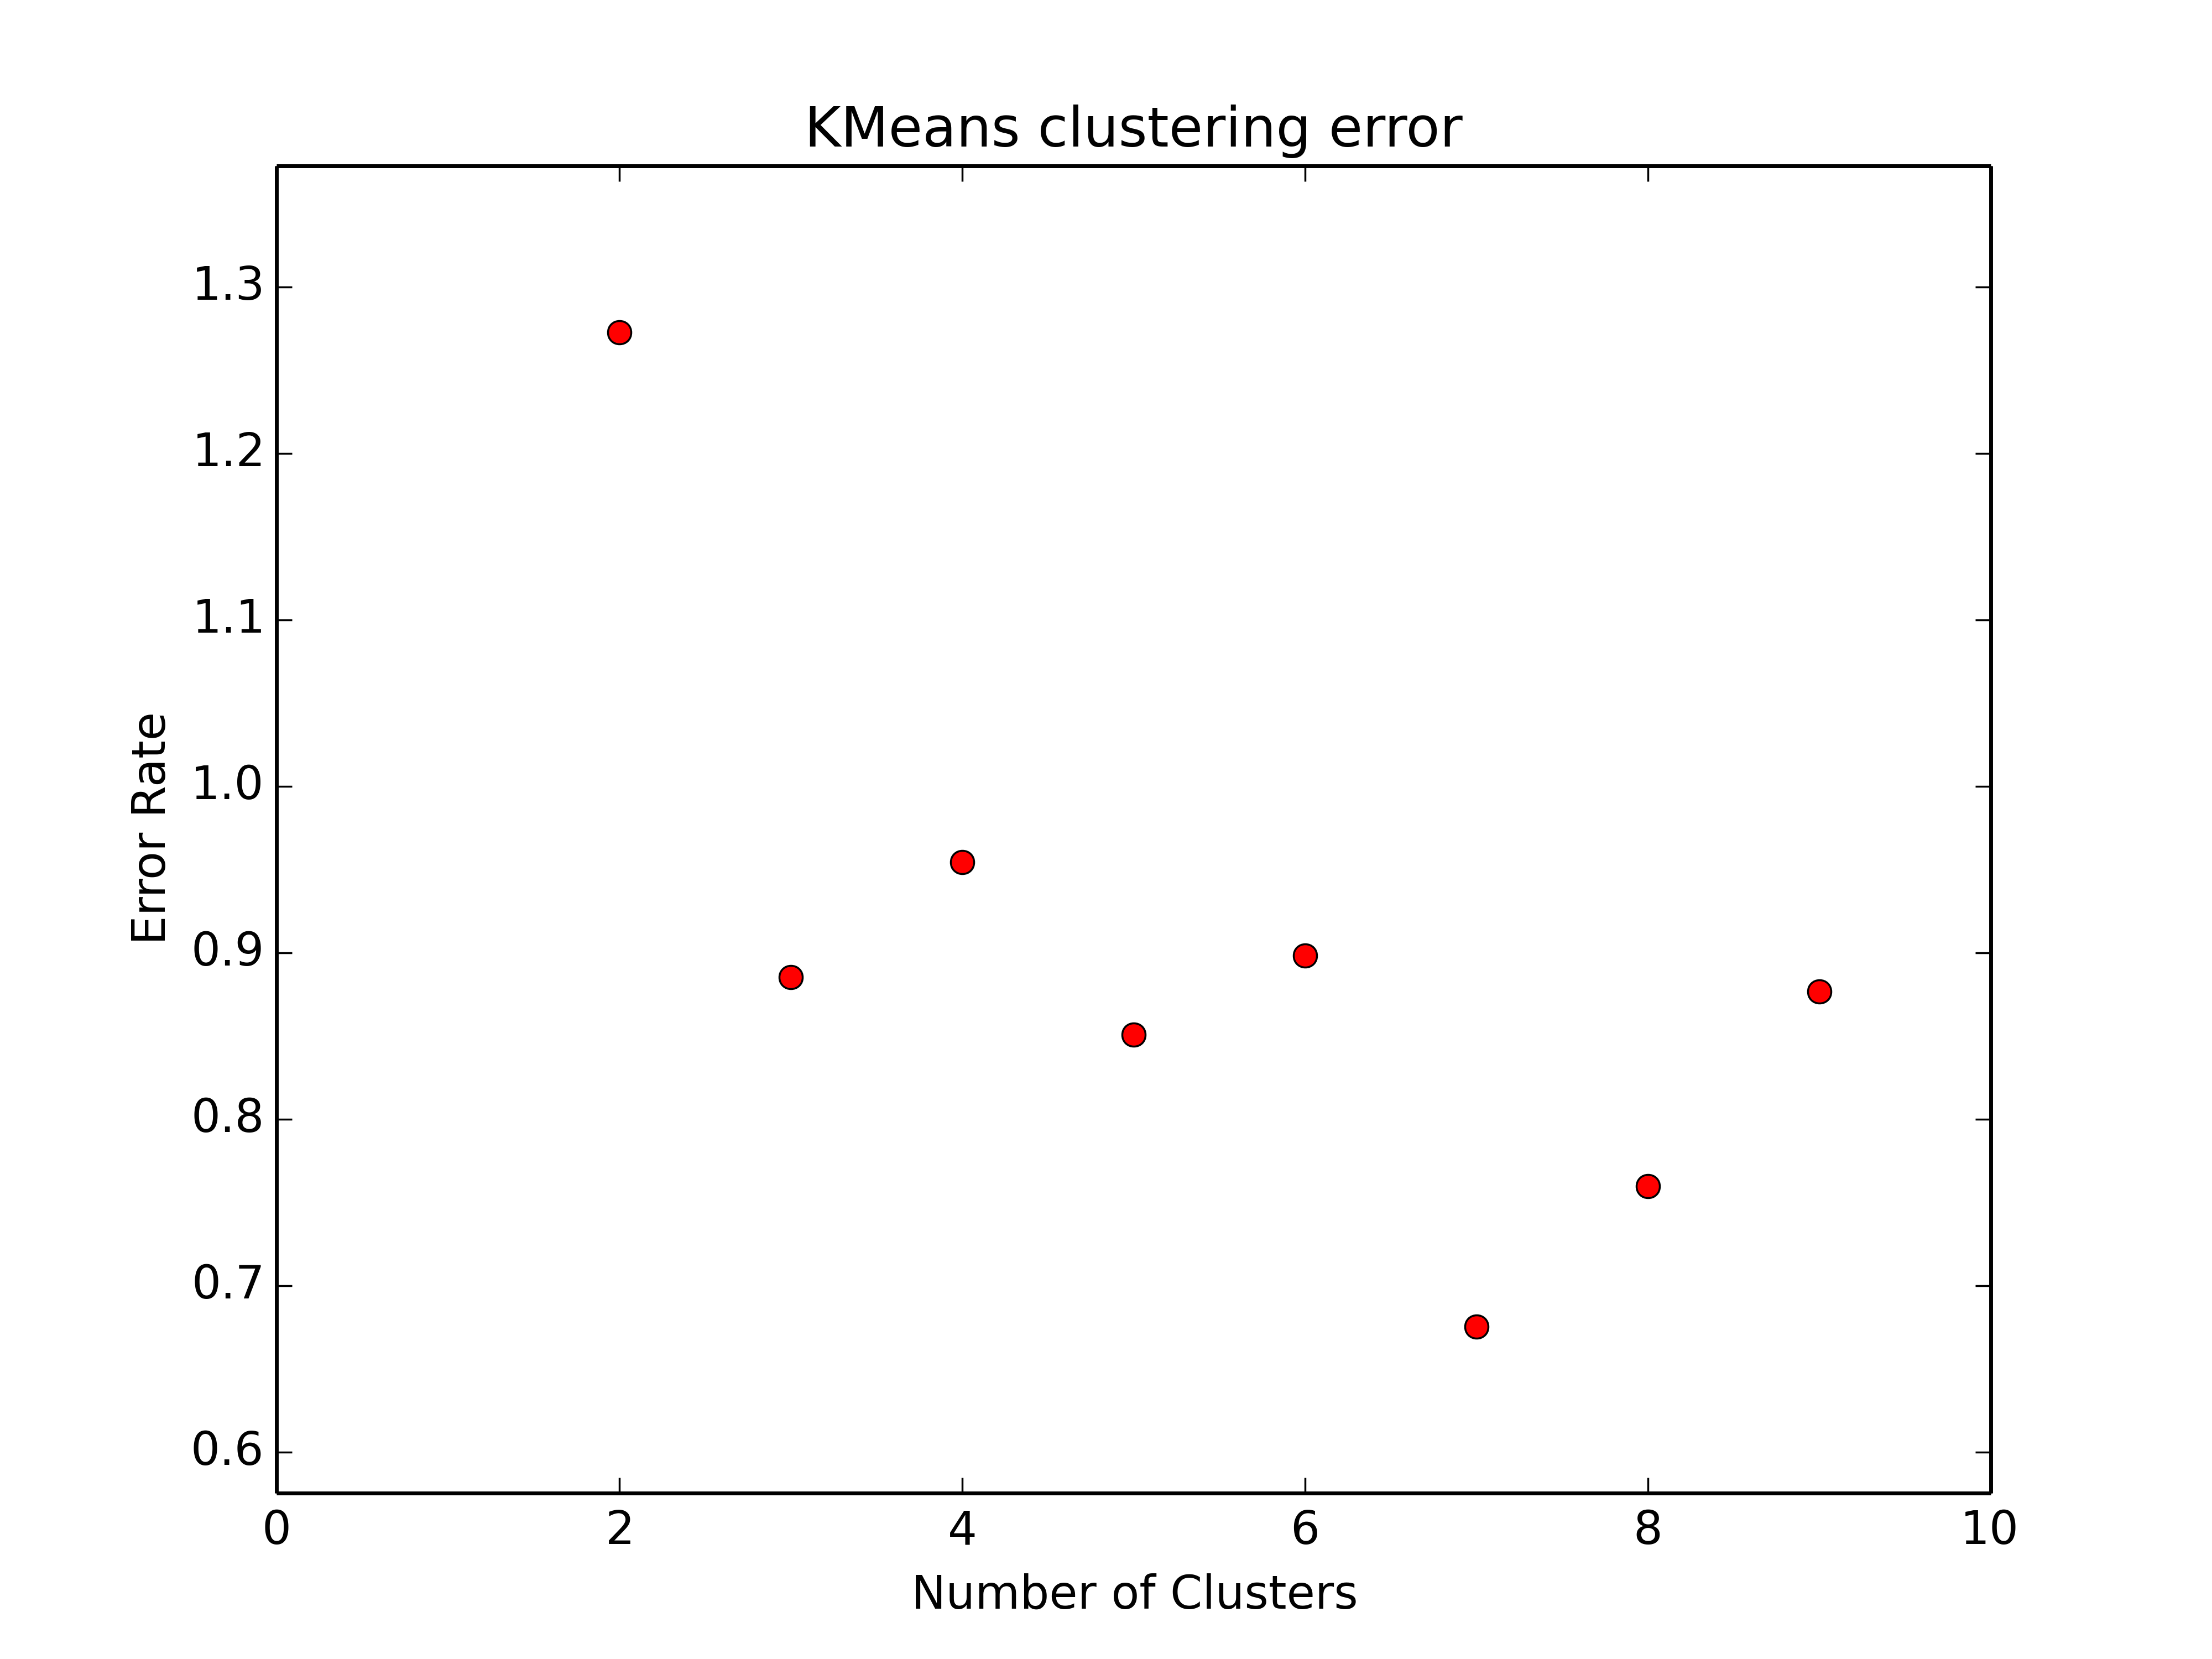 KMeans clustering error
1.3
1.2
1.1
1.0
0.9
0.8
0.7
0.6
Error Rate
0 2 4 6 8 10
Number of Clusters